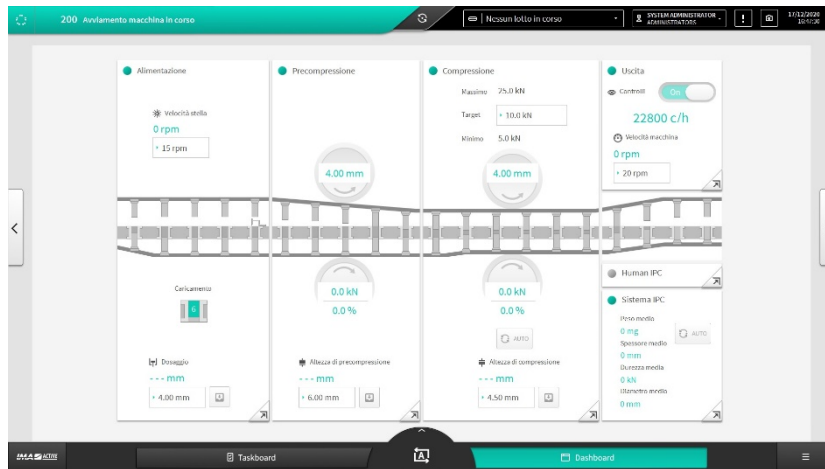 200 Avviamento macchina in corso
Nessun lotto in corso
SYSTEM ADMINISTRATOR
ADMINISTRATORS
17/12/2020
Alimentazione
Velocità stella
0 rpm
15 rpm
Caricamento
6
Dosaggio
- - - mm
4.00 mm
Precompressione
4.00 mm
0.0 kN
0.0 %
Altezza di precompressione
- - - mm
6.00 mm
Compressione
Massimo 25.0 kN
Target 10.0 kN
Minimo 5.0 kN
4.00 mm
0.0 kN
0.0 %
AUTO
Altezza di compressione
- - - mm
4.50 mm
Uscita
Controlli On
22800 c/h
Velocità macchina
0 rpm
20 rpm
Human IPC
Sistema IPC
Peso medio
0 mg
AUTO
Spessore medio
0 mm
Durezza media
0 kN
Diametro medio
0 mm
IMA ACTIVE
Taskboard
A
Dashboard